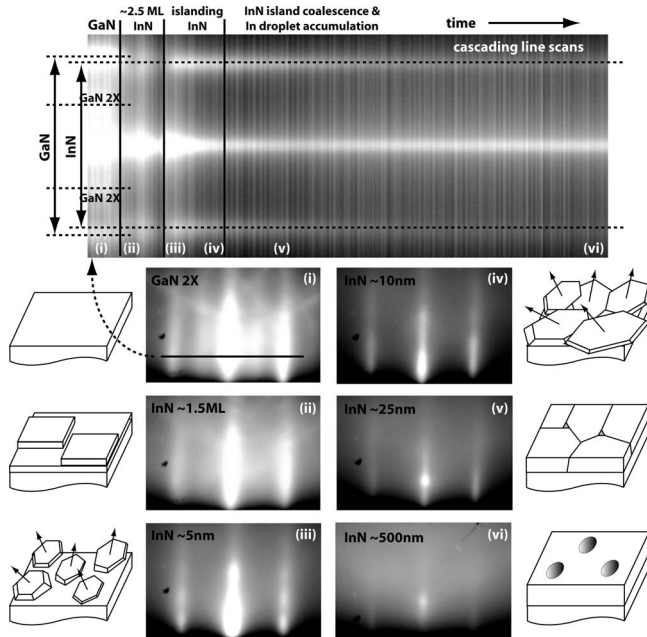 GaN
~2.5 ML
InN
islanding
InN
InN island coalescence &
In droplet accumulation
time
cascading line scans
GaN 2X
GaN
InN
GaN 2X
(i)
(ii)
(iii)
(iv)
(v)
(vi)
GaN 2X
(i)
InN ~10nm
(iv)
InN ~1.5ML
(ii)
InN ~25nm
(v)
InN ~5nm
(iii)
InN ~500nm
(vi)